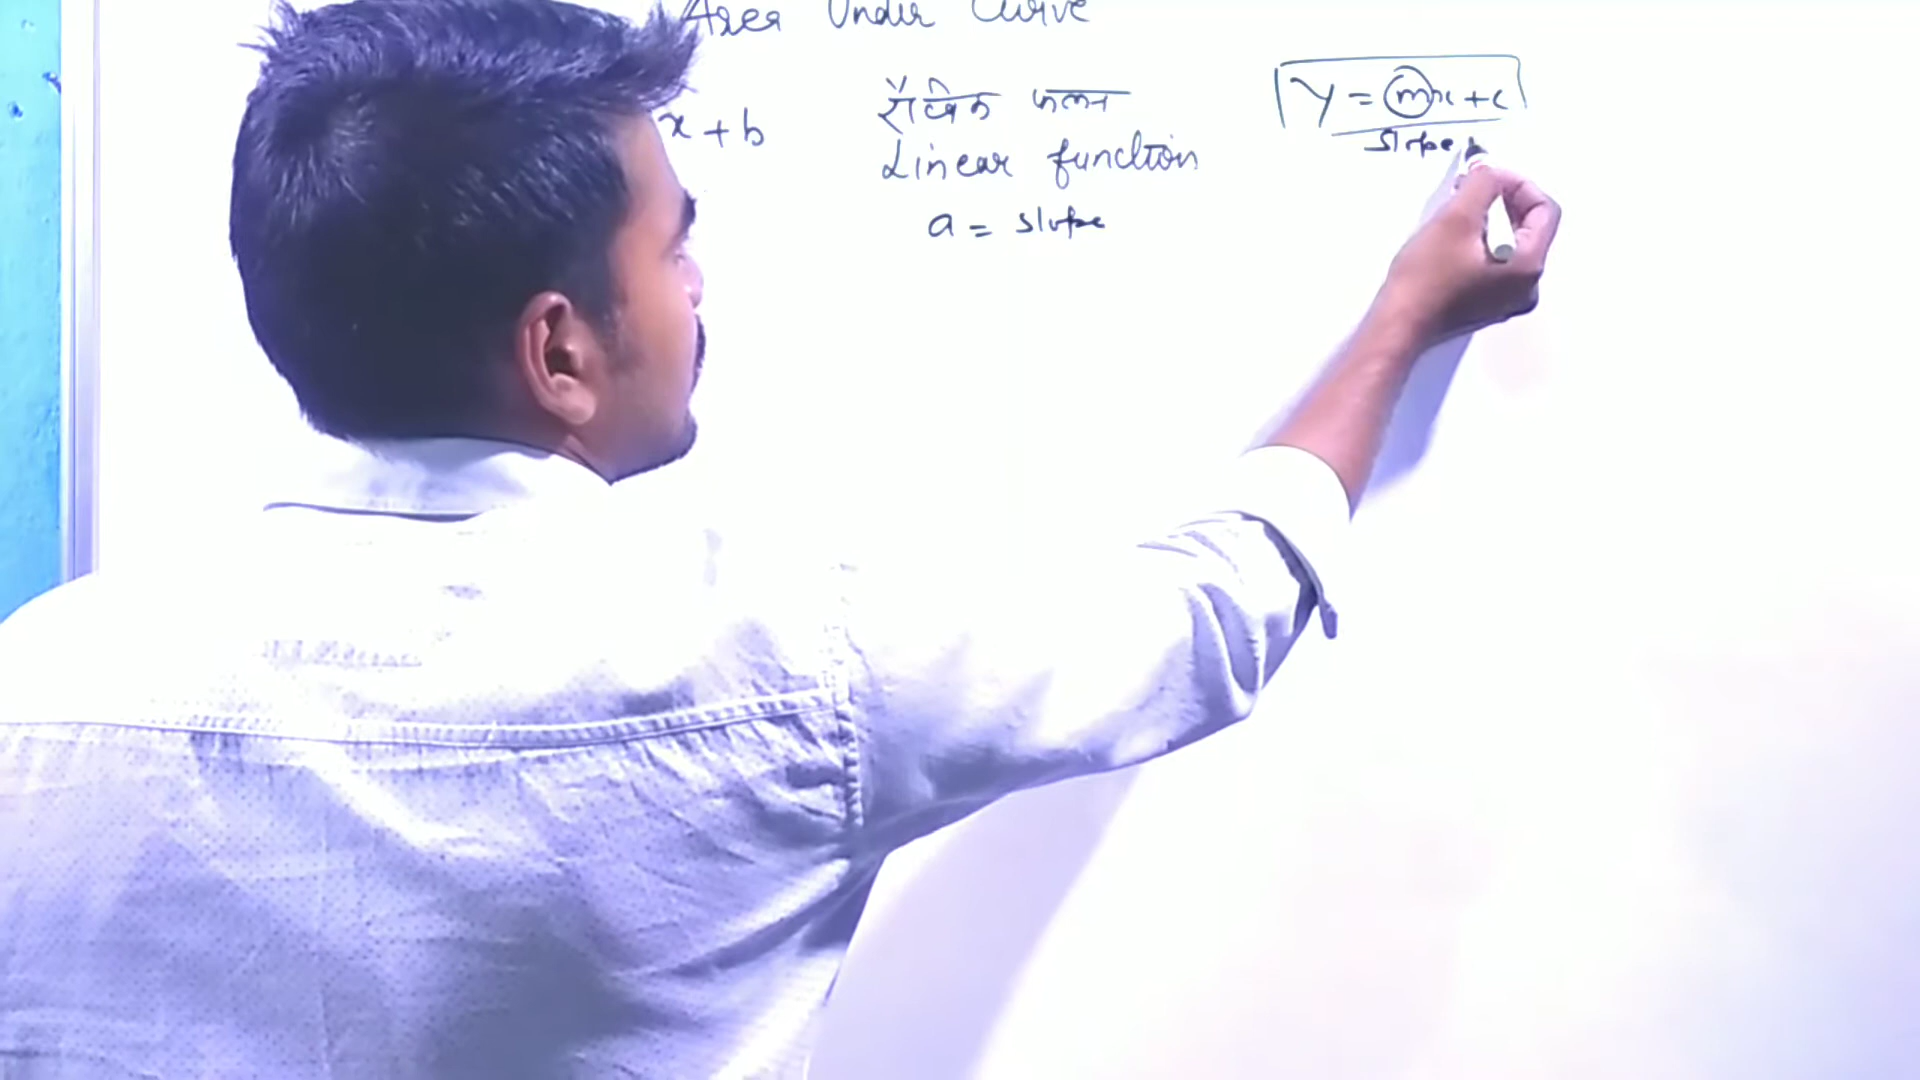 Area Under Curve
x + b
रैखिक फलन
Linear function
a = slope
y = mx + c
slope